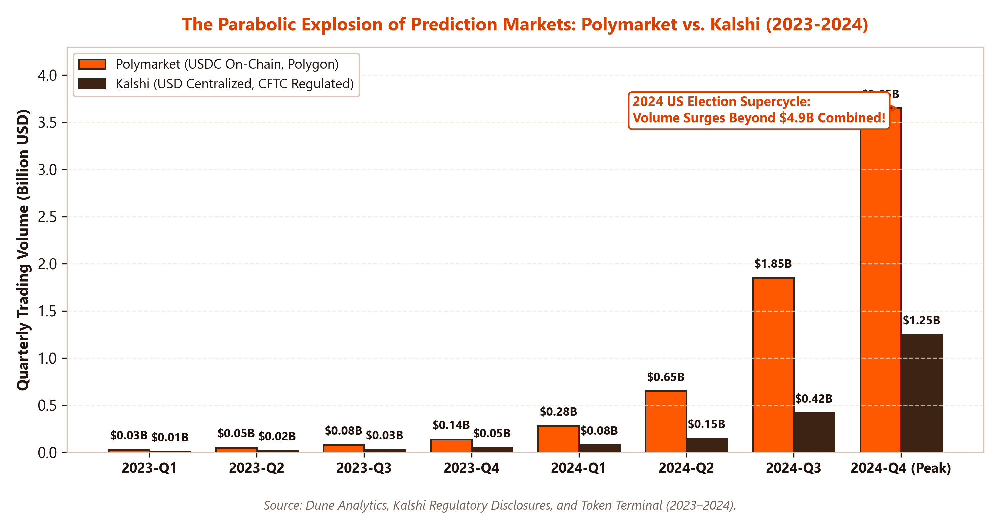 The Parabolic Explosion of Prediction Markets: Polymarket vs. Kalshi (2023-2024)
Polymarket (USDC On-Chain, Polygon)
Kalshi (USD Centralized, CFTC Regulated)
2024 US Election Supercycle:
Volume Surges Beyond $4.9B Combined!
Quarterly Trading Volume (Billion USD)
4.0
3.5
3.0
2.5
2.0
1.5
1.0
0.5
0.0
$0.03B
$0.01B
$0.05B
$0.02B
$0.08B
$0.03B
$0.14B
$0.05B
$0.28B
$0.08B
$0.65B
$0.15B
$1.85B
$0.42B
$1.25B
2023-Q1
2023-Q2
2023-Q3
2023-Q4
2024-Q1
2024-Q2
2024-Q3
2024-Q4 (Peak)
Source: Dune Analytics, Kalshi Regulatory Disclosures, and Token Terminal (2023–2024).